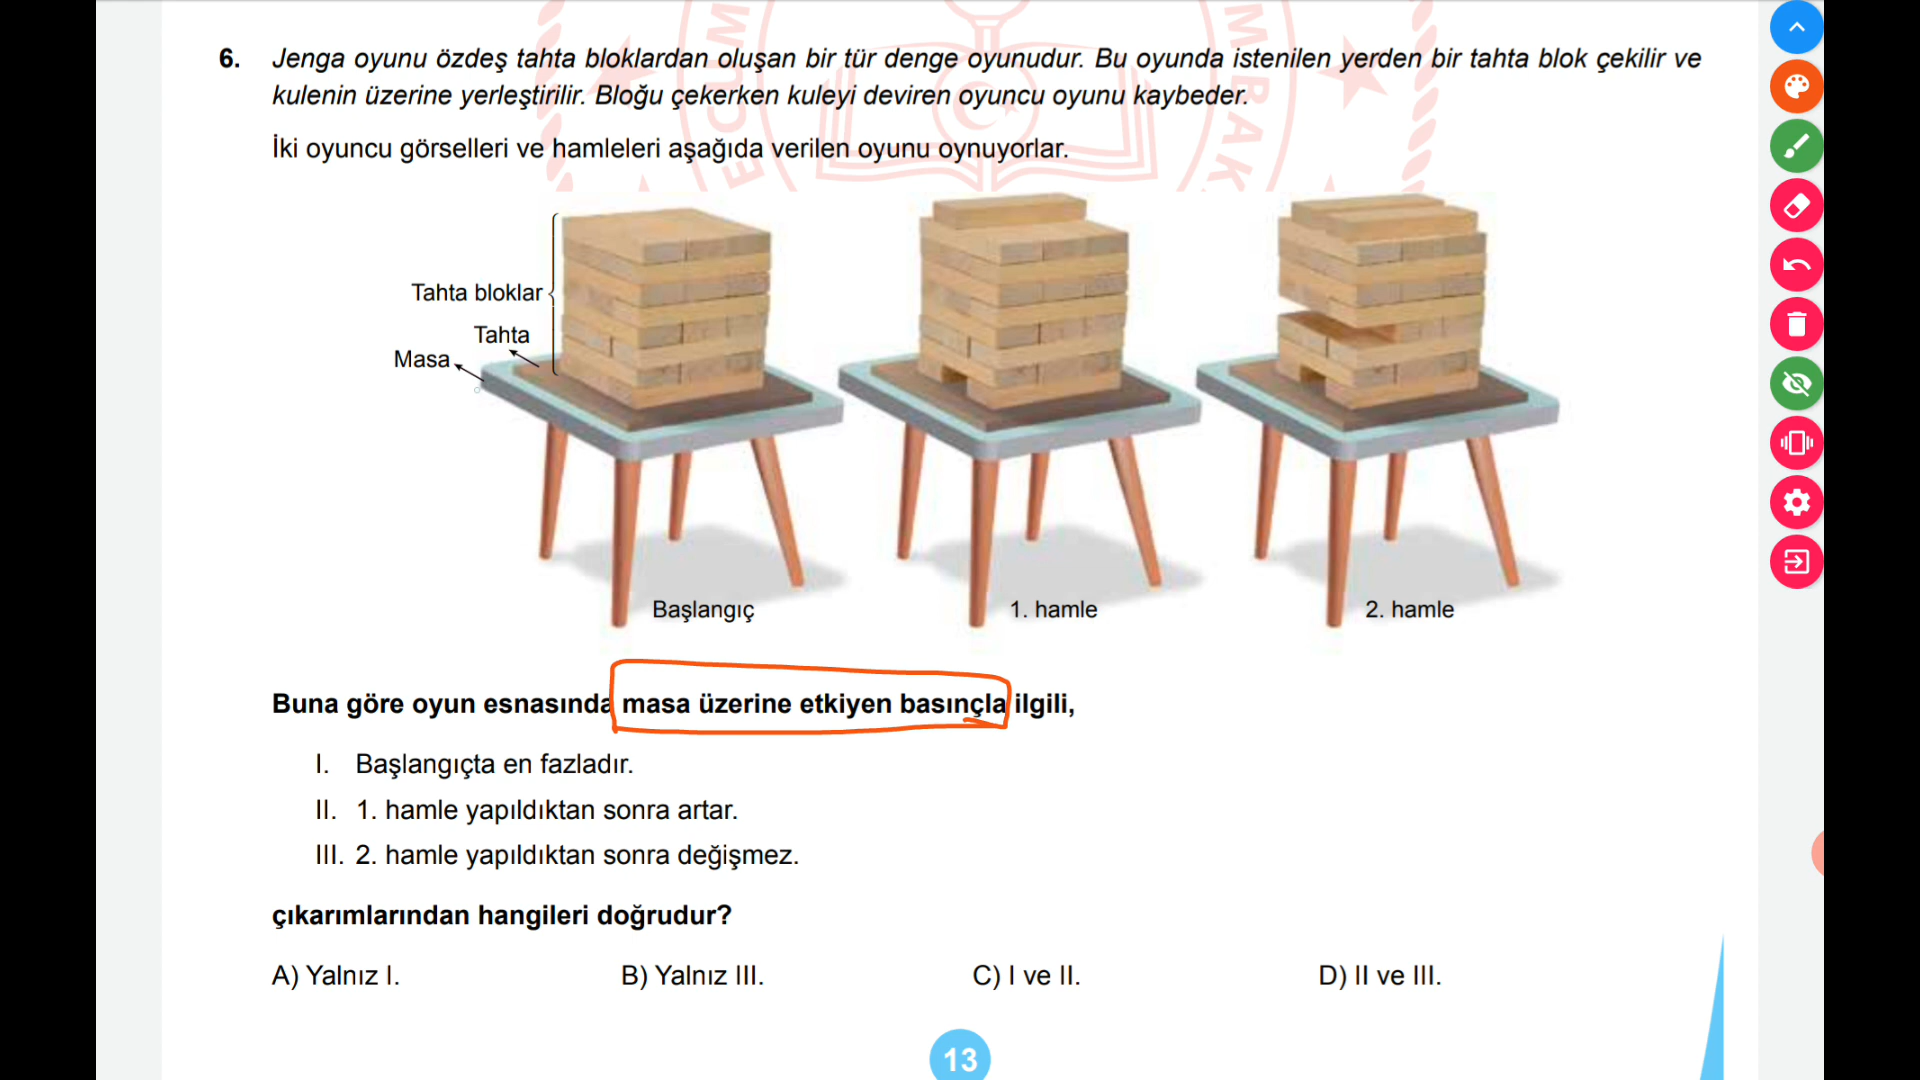 6. Jenga oyunu özdeş tahta bloklardan oluşan bir tür denge oyunudur. Bu oyunda istenilen yerden bir tahta blok çekilir ve
kulenin üzerine yerleştirilir. Bloğu çekerken kuleyi deviren oyuncu oyunu kaybeder.
İki oyuncu görselleri ve hamleleri aşağıda verilen oyunu oynuyorlar.
Tahta bloklar
Tahta
Masa
Başlangıç
1. hamle
2. hamle
Buna göre oyun esnasında masa üzerine etkiyen basınçla ilgili,
I. Başlangıçta en fazladır.
II. 1. hamle yapıldıktan sonra artar.
III. 2. hamle yapıldıktan sonra değişmez.
çıkarımlarından hangileri doğrudur?
A) Yalnız I.
B) Yalnız III.
C) I ve II.
D) II ve III.
13